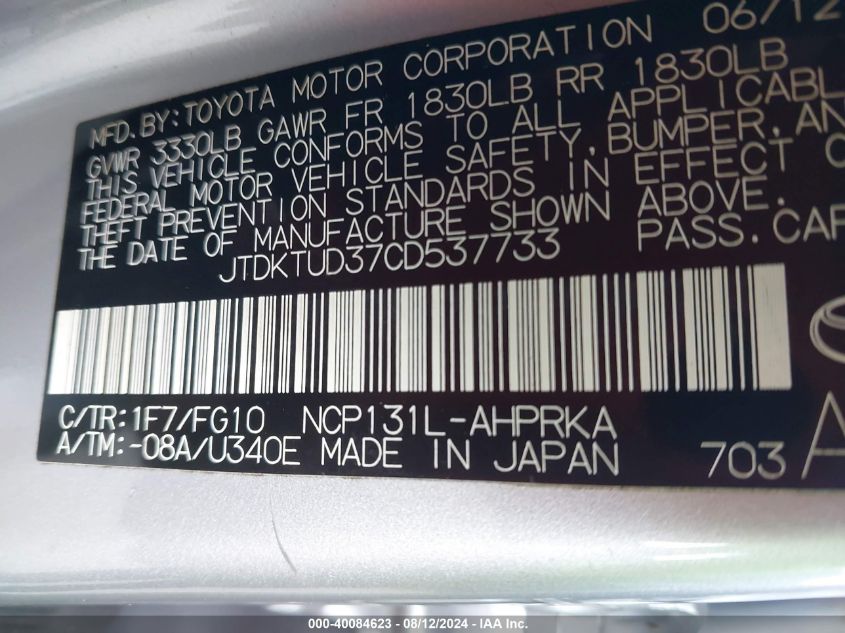 MFD.BY:TOYOTA MOTOR CORPORATION 06/12
GVWR 3330LB GAWR FR 1830LB RR 1830LB
THIS VEHICLE CONFORMS TO ALL APPLICABL
FEDERAL MOTOR VEHICLE SAFETY, BUMPER, AN
THEFT PREVENTION STANDARDS IN EFFECT O
THE DATE OF MANUFACTURE SHOWN ABOVE.
JTDKTUD37CD537733 PASS.CAR
C/TR:1F7/FG10 NCP131L-AHPRKA
A/TM:-08A/U340E MADE IN JAPAN 703 A
000-40084623 - 08/12/2024 - IAA Inc.